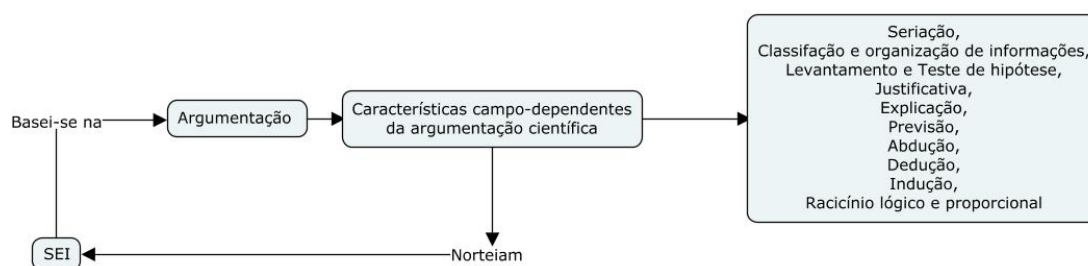 Basei-se na
Argumentação
Características campo-dependentes
da argumentação científica
Seriação,
Classifação e organização de informações,
Levantamento e Teste de hipótese,
Justificativa,
Explicação,
Previsão,
Abdução,
Dedução,
Indução,
Racicínio lógico e proporcional
SEI
Norteiam